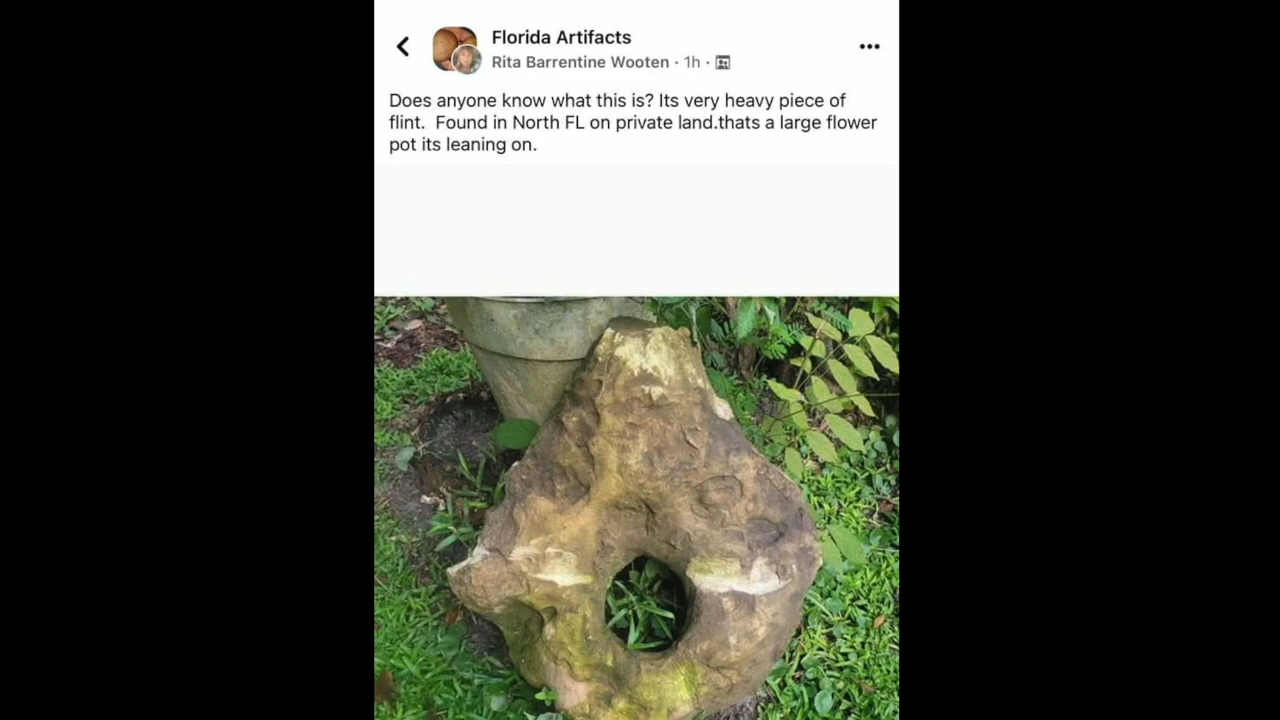 Florida Artifacts
Rita Barrentine Wooten · 1h ·
Does anyone know what this is? Its very heavy piece of
flint.  Found in North FL on private land.thats a large flower
pot its leaning on.